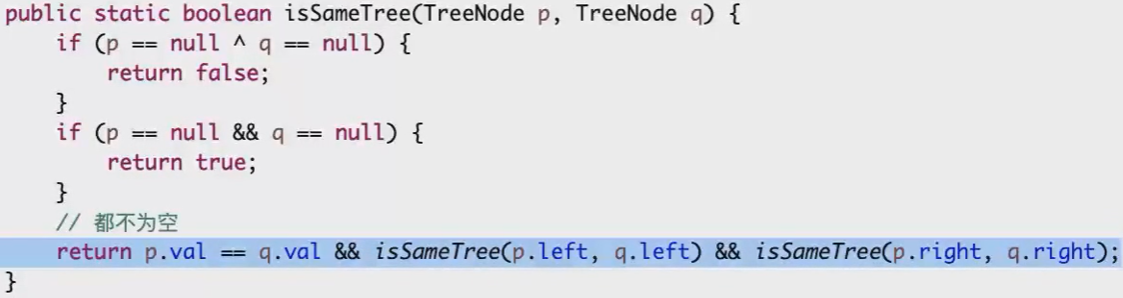 public static boolean isSameTree(TreeNode p, TreeNode q) {
    if (p == null ^ q == null) {
        return false;
    }
    if (p == null && q == null) {
        return true;
    }
    // 都不为空
    return p.val == q.val && isSameTree(p.left, q.left) && isSameTree(p.right, q.right);
}